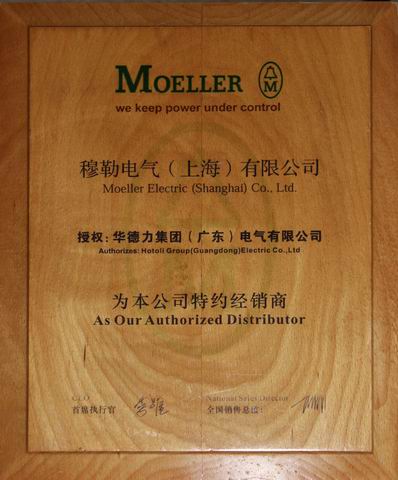 MOELLER M
we keep power under control
穆勒电气（上海）有限公司
Moeller Electric (Shanghai) Co., Ltd.
授权: 华德力集团（广东）电气有限公司
Authorizes: Hotoli Group(Guangdong)Electric Co.,Ltd
为本公司特约经销商
As Our Authorized Distributor
CEO National Sales Director
首席执行官 全国销售总监: